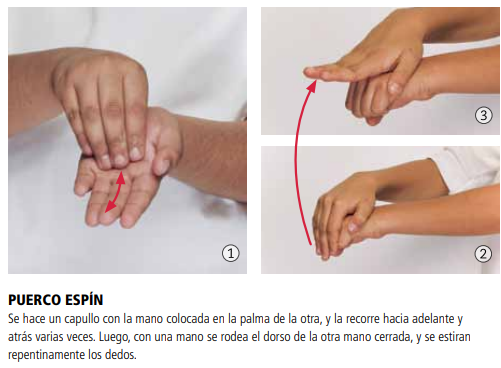 1
3
2
PUERCO ESPÍN
Se hace un capullo con la mano colocada en la palma de la otra, y la recorre hacia adelante y
atrás varias veces. Luego, con una mano se rodea el dorso de la otra mano cerrada, y se estiran
repentinamente los dedos.